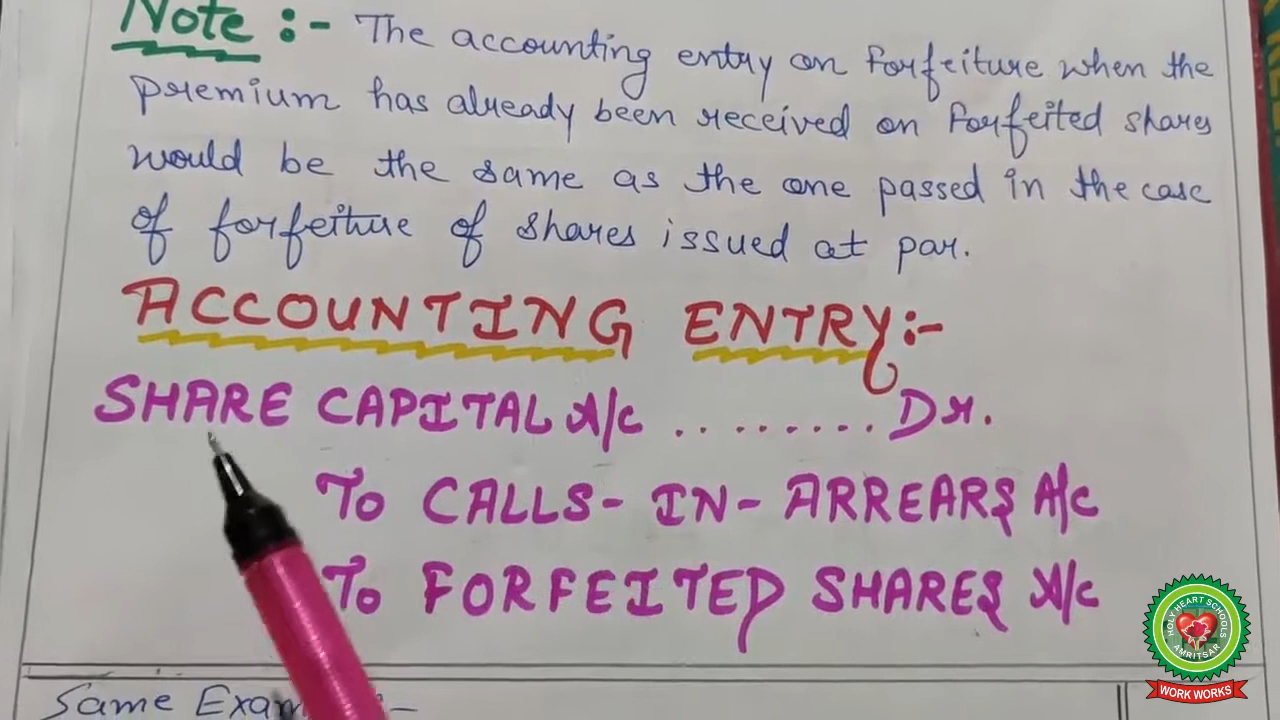 Note :- The accounting entry on forfeiture when the
premium has already been received on forfeited shares
would be the same as the one passed in the case
of forfeiture of shares issued at par.
ACCOUNTING ENTRY:-
SHARE CAPITAL A/c ......... Dr.
To CALLS-IN-ARREARS A/c
To FORFEITED SHARES A/c
Same
HOLY HEART SCHOOLS
AMRITSAR
WORK WORKS